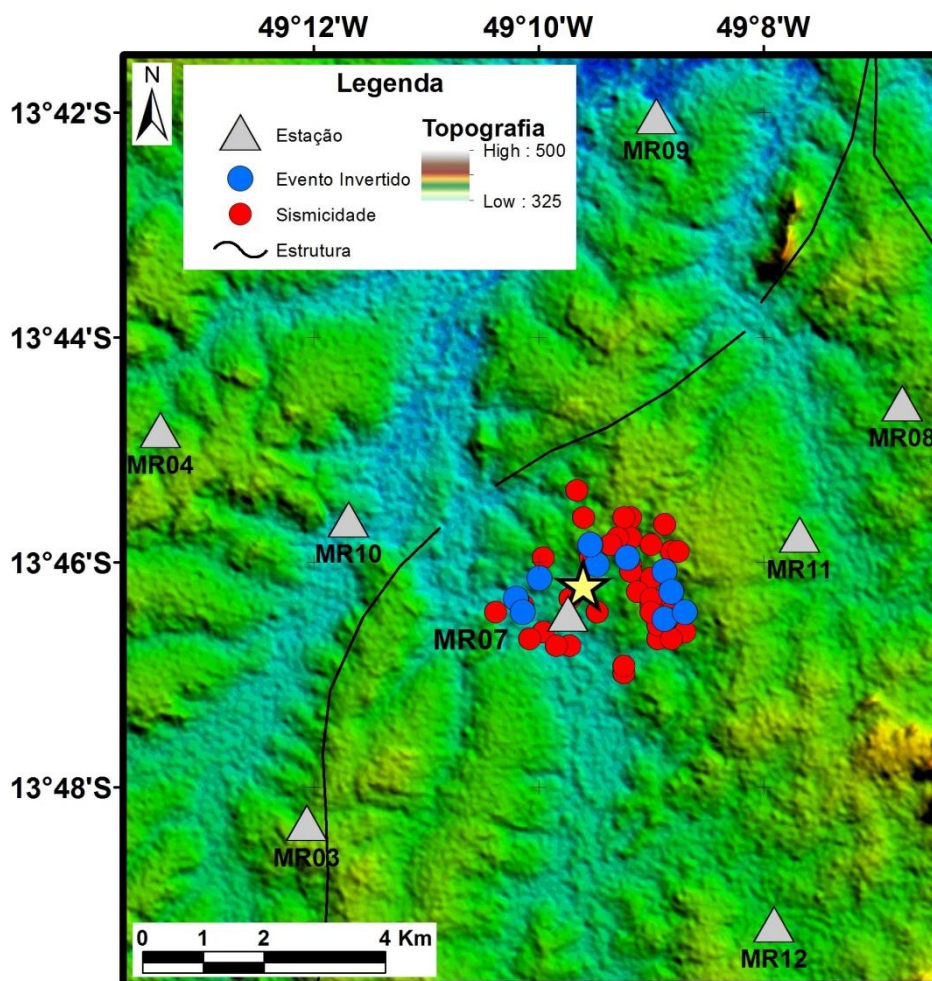 49°12'W
49°10'W
49°8'W
13°42'S
13°44'S
13°46'S
13°48'S
N
Legenda
Estação
Evento Invertido
Sismicidade
Estrutura
Topografia
High : 500
Low : 325
MR09
MR08
MR04
MR10
MR11
MR07
MR03
MR12
0 1 2 4 Km